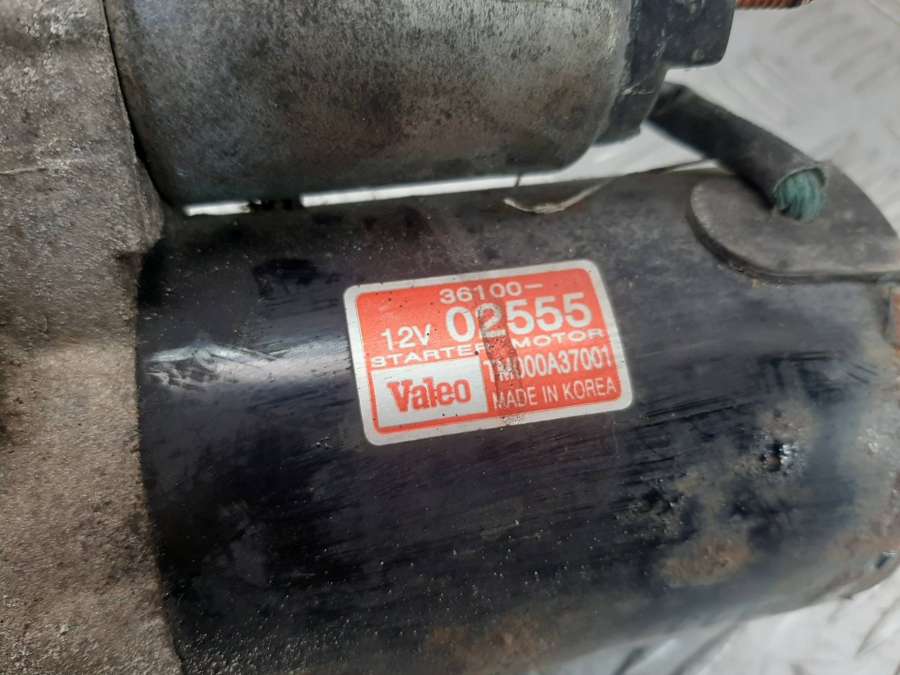 36100-
12V 02555
STARTER MOTOR
Valeo TM000A37001
MADE IN KOREA